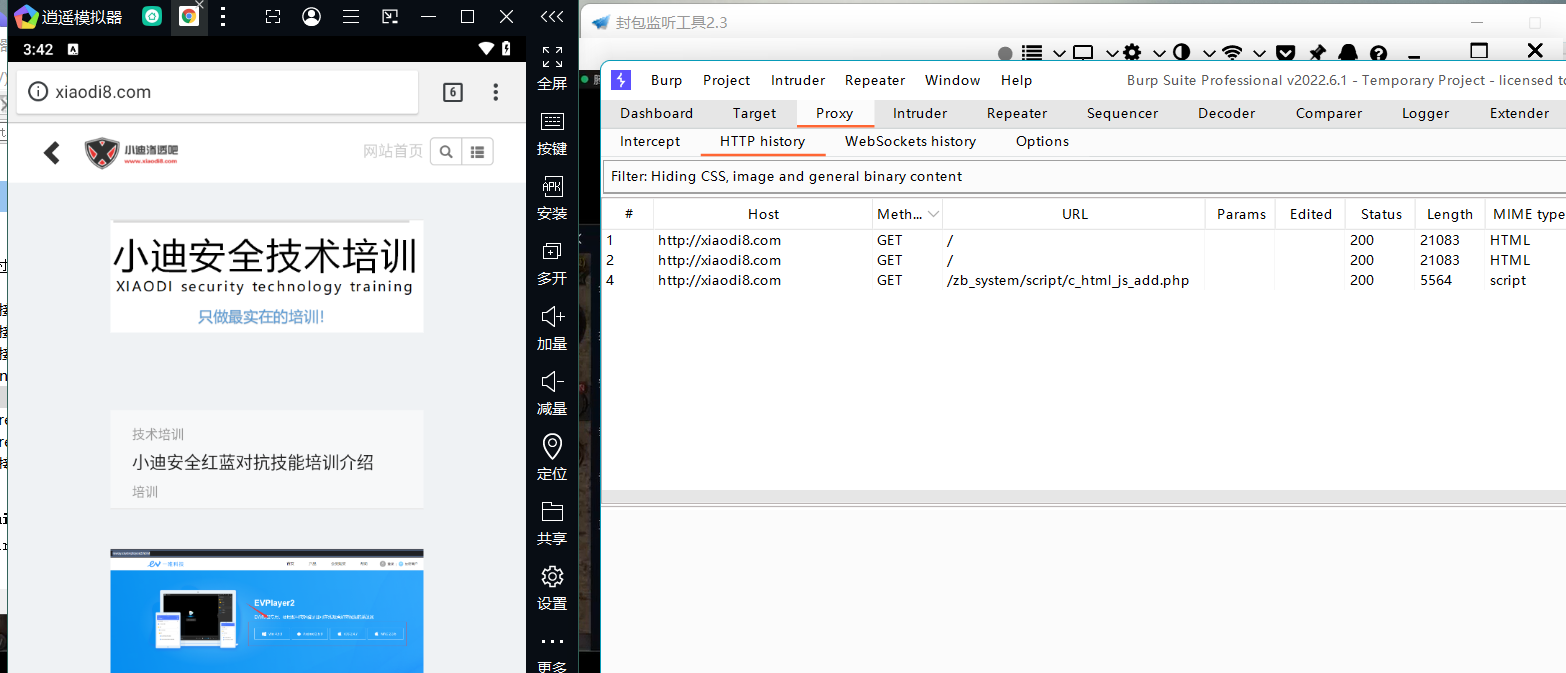 逍遥模拟器
3:42
xiaodi8.com
6
小迪渗透吧
www.xiaodi8.com
网站首页
小迪安全技术培训
XIAODI security technology training
只做最实在的培训!
技术培训
小迪安全红蓝对抗技能培训介绍
培训
EVPlayer2
全屏
按键
APK
安装
多开
加量
减量
定位
共享
设置
更多
封包监听工具2.3
Burp Project Intruder Repeater Window Help
Burp Suite Professional v2022.6.1 - Temporary Project - licensed to
Dashboard Target Proxy Intruder Repeater Sequencer Decoder Comparer Logger Extender
Intercept HTTP history WebSockets history Options
Filter: Hiding CSS, image and general binary content
# Host Meth... URL Params Edited Status Length MIME type
1 http://xiaodi8.com GET / 200 21083 HTML
2 http://xiaodi8.com GET / 200 21083 HTML
4 http://xiaodi8.com GET /zb_system/script/c_html_js_add.php 200 5564 script